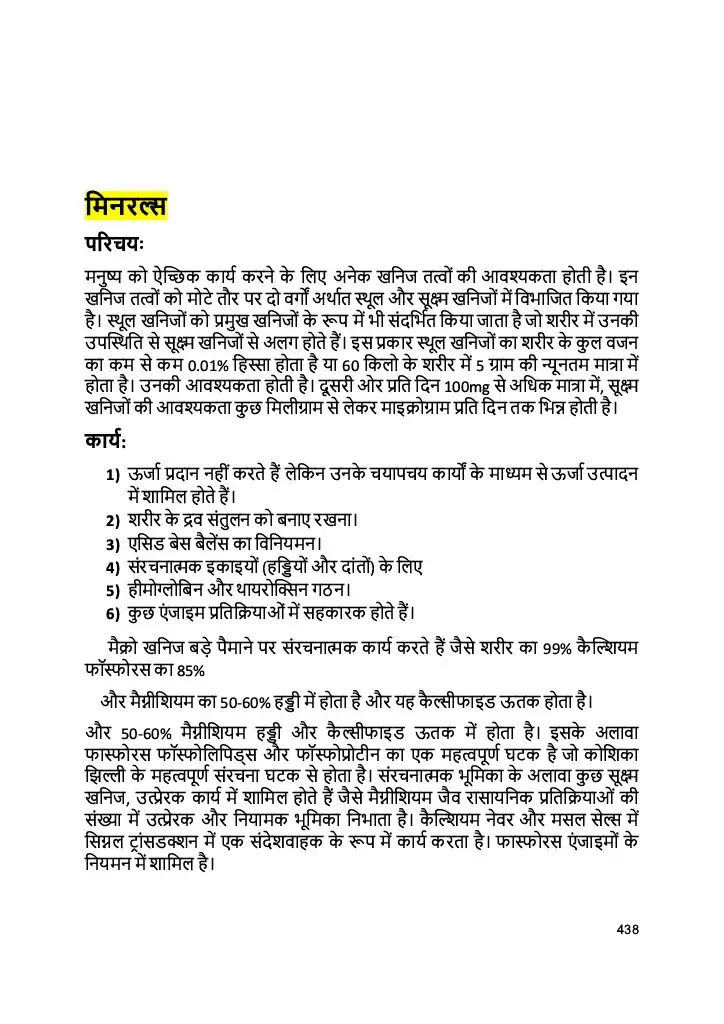 मिनरल्स
परिचयः
मनुष्य को ऐच्छिक कार्य करने के लिए अनेक खनिज तत्वों की आवश्यकता होती है। इन
खनिज तत्वों को मोटे तौर पर दो वर्गों अर्थात स्थूल और सूक्ष्म खनिजों में विभाजित किया गया
है। स्थूल खनिजों को प्रमुख खनिजों के रूप में भी संदर्भित किया जाता है जो शरीर में उनकी
उपस्थिति से सूक्ष्म खनिजों से अलग होते हैं। इस प्रकार स्थूल खनिजों का शरीर के कुल वजन
का कम से कम 0.01% हिस्सा होता है या 60 किलो के शरीर में 5 ग्राम की न्यूनतम मात्रा में
होता है। उनकी आवश्यकता होती है। दूसरी ओर प्रति दिन 100mg से अधिक मात्रा में, सूक्ष्म
खनिजों की आवश्यकता कुछ मिलीग्राम से लेकर माइक्रोग्राम प्रति दिन तक भिन्न होती है।
कार्य:
1) ऊर्जा प्रदान नहीं करते हैं लेकिन उनके चयापचय कार्यों के माध्यम से ऊर्जा उत्पादन
में शामिल होते हैं।
2) शरीर के द्रव संतुलन को बनाए रखना।
3) एसिड बेस बैलेंस का विनियमन।
4) संरचनात्मक इकाइयों (हड्डियों और दांतों) के लिए
5) हीमोग्लोबिन और थायरोक्सिन गठन।
6) कुछ एंजाइम प्रतिक्रियाओं में सहकारक होते हैं।
मैक्रो खनिज बड़े पैमाने पर संरचनात्मक कार्य करते हैं जैसे शरीर का 99% कैल्शियम
फॉस्फोरस का 85%
और मैग्नीशियम का 50-60% हड्डी में होता है और यह कैल्सीफाइड ऊतक होता है।
और 50-60% मैग्नीशियम हड्डी और कैल्सीफाइड ऊतक में होता है। इसके अलावा
फास्फोरस फॉस्फोलिपिड्स और फॉस्फोप्रोटीन का एक महत्वपूर्ण घटक है जो कोशिका
झिल्ली के महत्वपूर्ण संरचना घटक से होता है। संरचनात्मक भूमिका के अलावा कुछ सूक्ष्म
खनिज, उत्प्रेरक कार्य में शामिल होते हैं जैसे मैग्नीशियम जैव रासायनिक प्रतिक्रियाओं की
संख्या में उत्प्रेरक और नियामक भूमिका निभाता है। कैल्शियम नेवर और मसल सेल्स में
सिग्नल ट्रांसडक्शन में एक संदेशवाहक के रूप में कार्य करता है। फास्फोरस एंजाइमों के
नियमन में शामिल है।
438